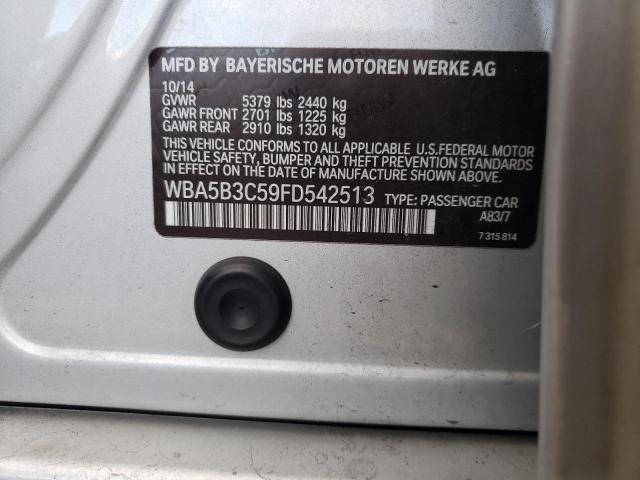 MFD BY BAYERISCHE MOTOREN WERKE AG
10/14
GVWR 5379 lbs 2440 kg
GAWR FRONT 2701 lbs 1225 kg
GAWR REAR 2910 lbs 1320 kg
THIS VEHICLE CONFORMS TO ALL APPLICABLE U.S.FEDERAL MOTOR
VEHICLE SAFETY, BUMPER AND THEFT PREVENTION STANDARDS
IN EFFECT ON THE DATE OF MANUFACTURE SHOWN ABOVE.
WBA5B3C59FD542513 TYPE: PASSENGER CAR
A83/7
7 315 814